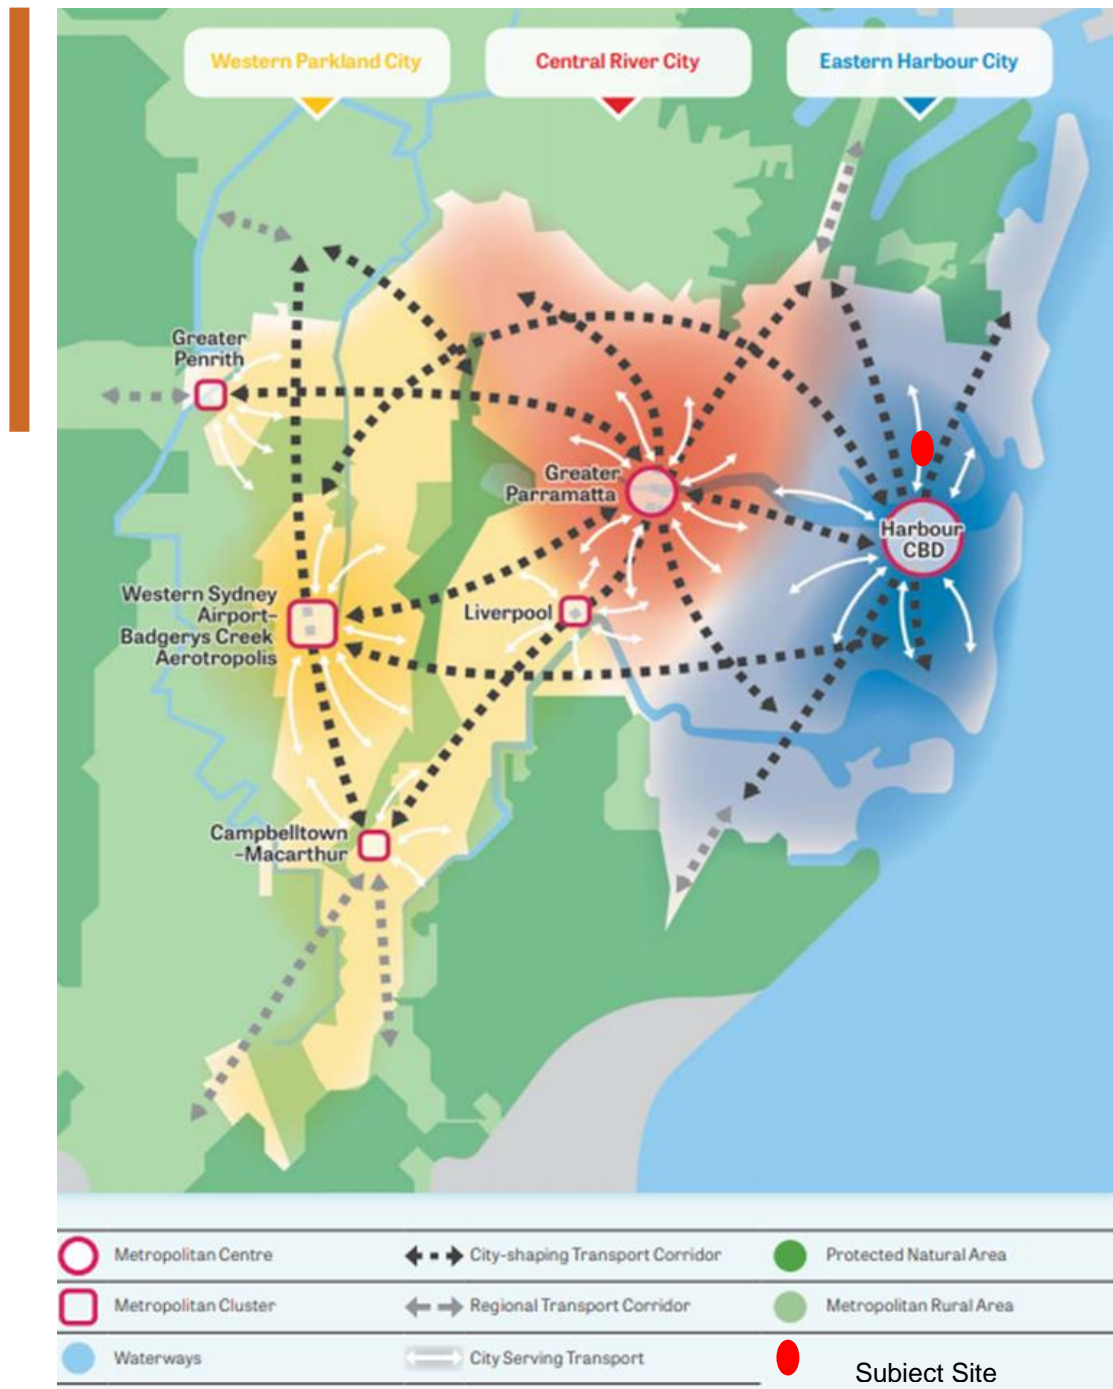 Western Parkland City
Central River City
Eastern Harbour City
Greater
Penrith
Greater
Parramatta
Harbour
CBD
Western Sydney
Airport–
Badgerys Creek
Aerotropolis
Liverpool
Campbelltown
–Macarthur
Metropolitan Centre
City-shaping Transport Corridor
Protected Natural Area
Metropolitan Cluster
Regional Transport Corridor
Metropolitan Rural Area
Waterways
City Serving Transport
Subject Site